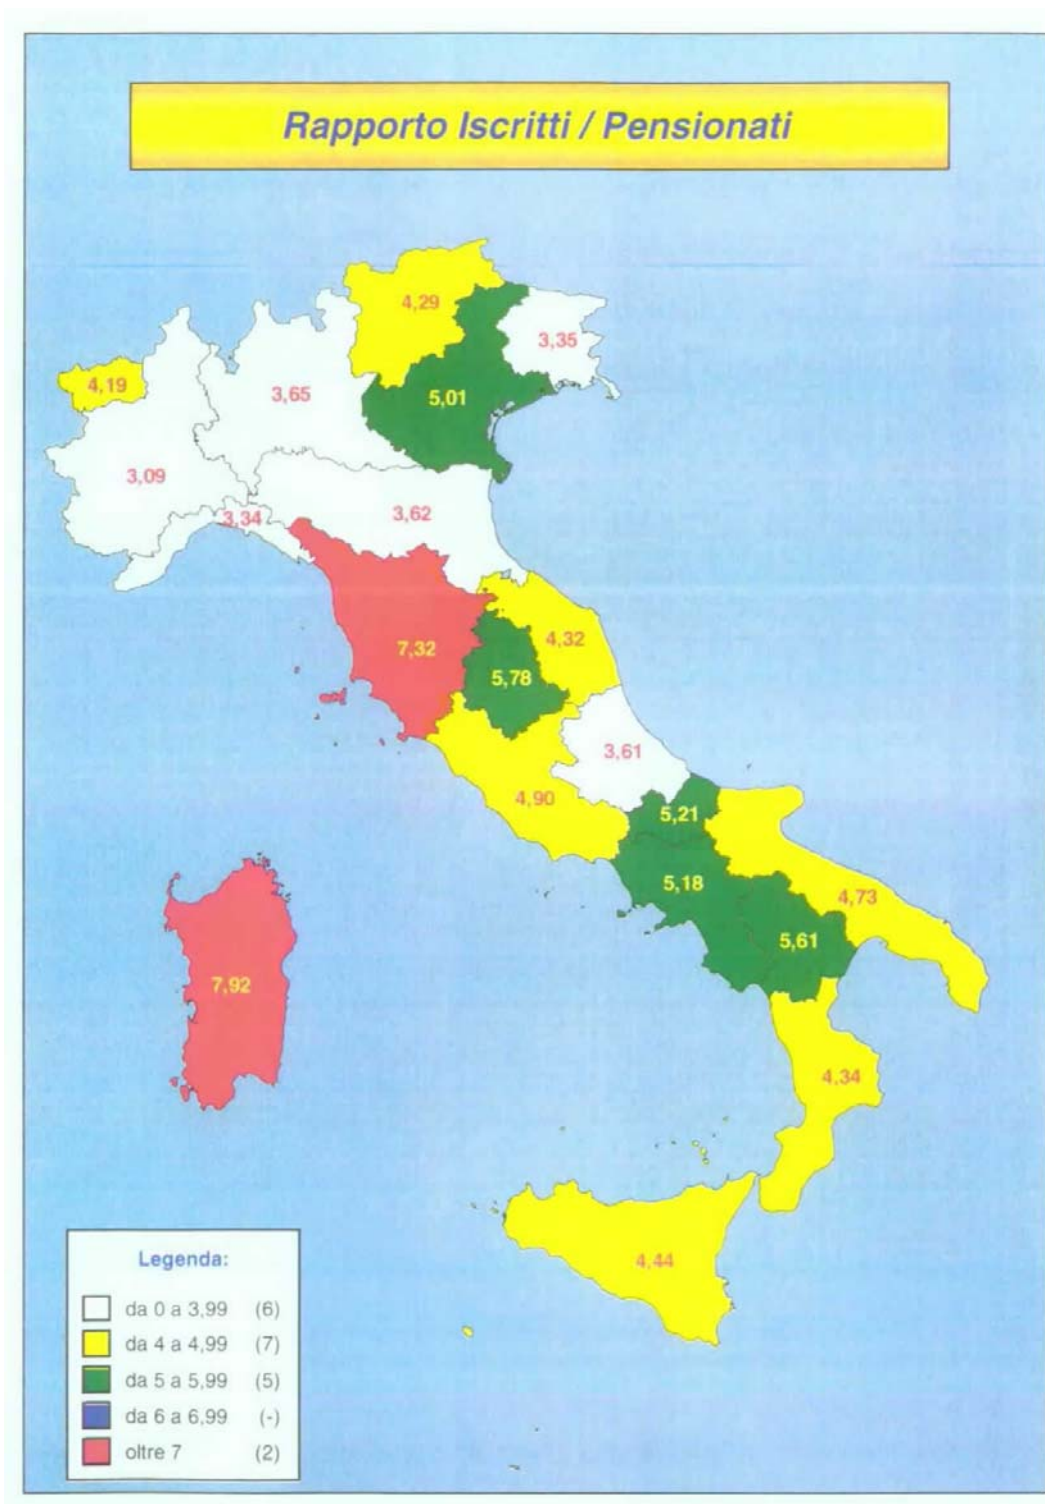 Rapporto Iscritti / Pensionati
4,29
3,35
4,19
3,65
5,01
3,09
3,34
3,62
7,32
4,32
5,78
3,61
4,90
5,21
5,18
4,73
5,61
7,92
4,34
4,44
Legenda:
da 0 a 3,99 (6)
da 4 a 4,99 (7)
da 5 a 5,99 (5)
da 6 a 6,99 (-)
oltre 7 (2)